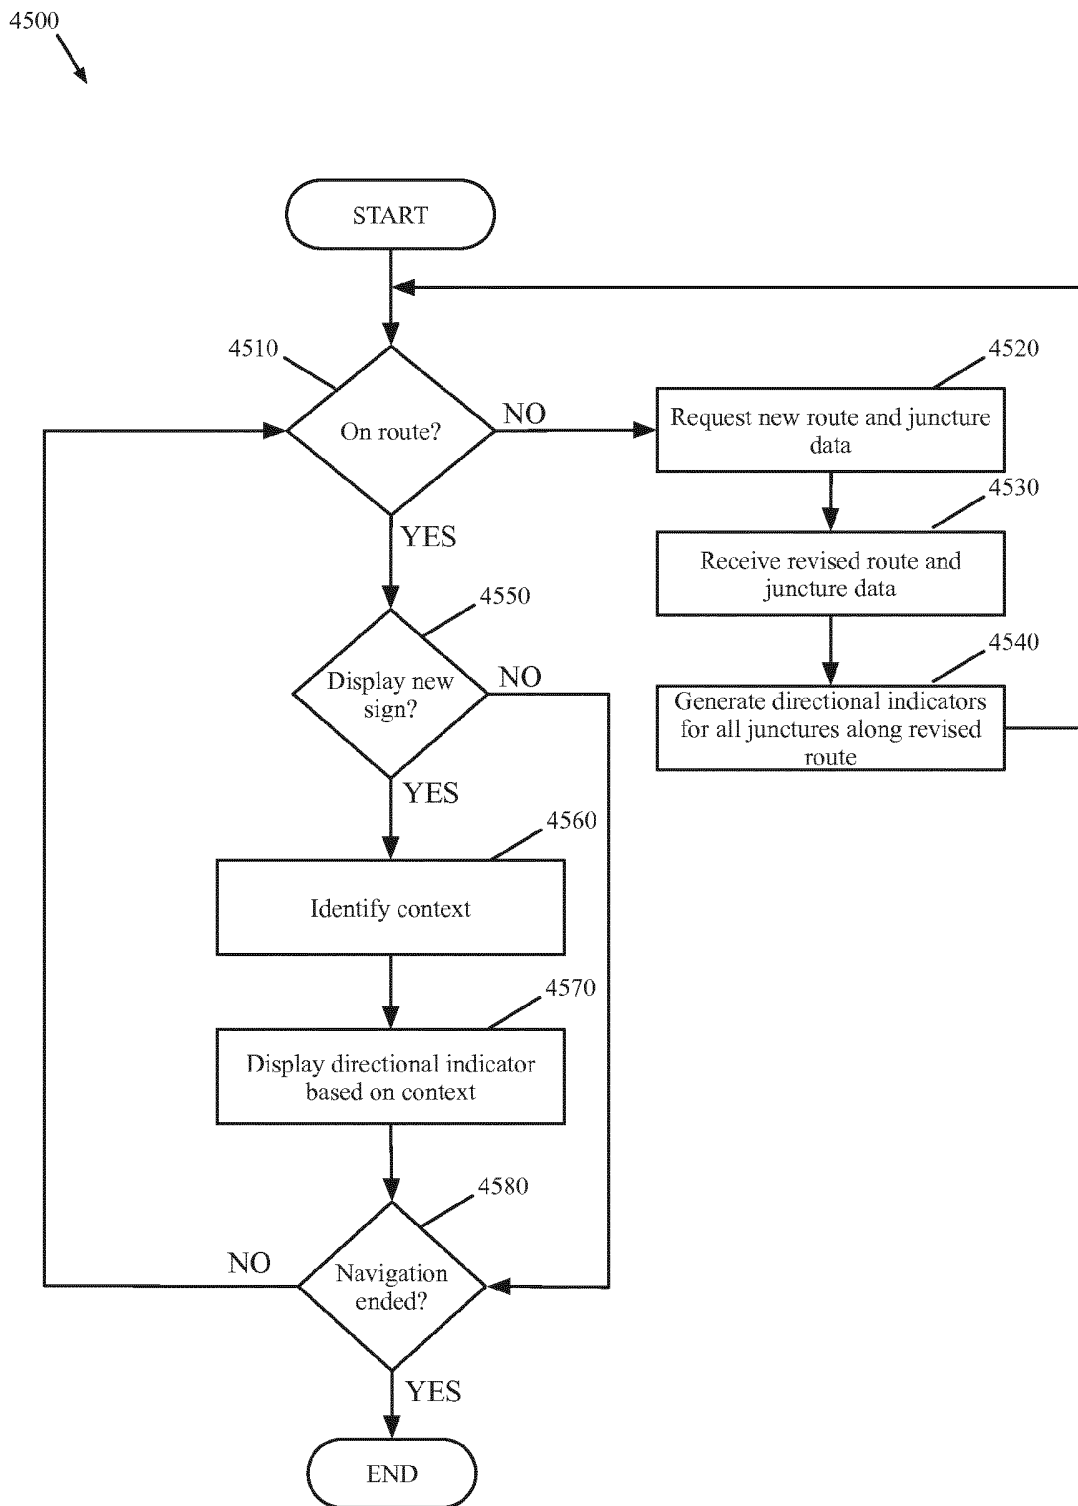 4500
START
4510
On route?
NO
YES
4520
Request new route and juncture
data
4530
Receive revised route and
juncture data
4540
Generate directional indicators
for all junctures along revised
route
4550
Display new
sign?
NO
YES
4560
Identify context
4570
Display directional indicator
based on context
4580
Navigation
ended?
NO
YES
END